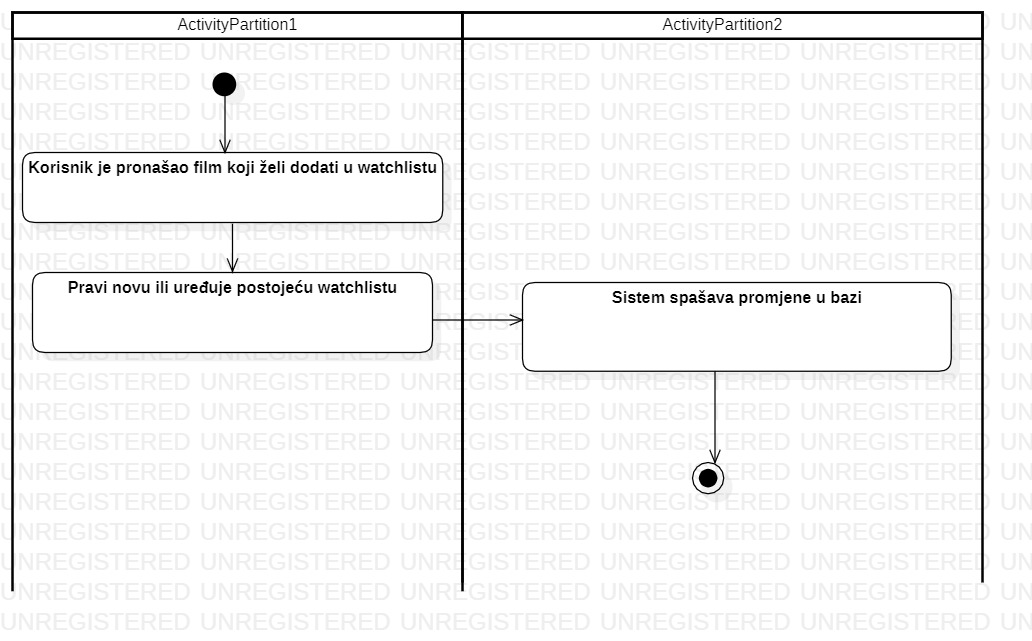 ActivityPartition1
ActivityPartition2
Korisnik je pronašao film koji želi dodati u watchlistu
Pravi novu ili uređuje postojeću watchlistu
Sistem spašava promjene u bazi
UNREGISTERED UNREGISTERED UNREGISTERED UNREGISTERED UNREGISTERED UN